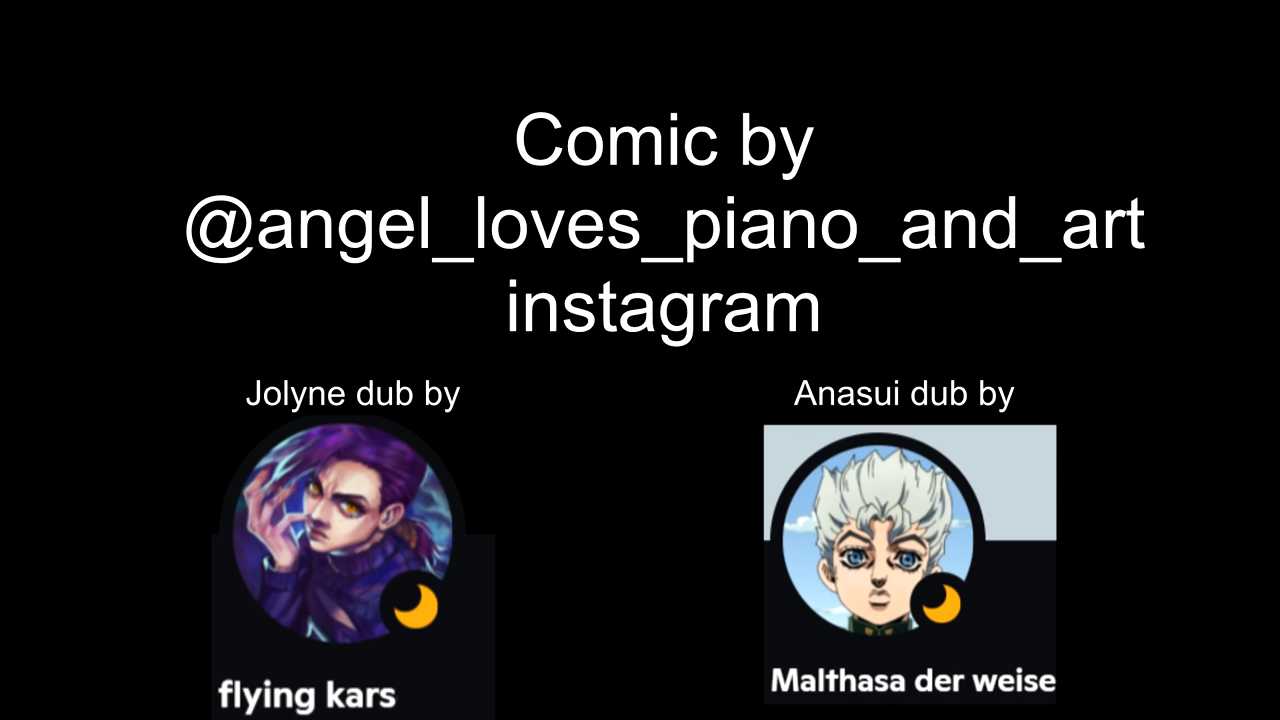 Comic by
@angel_loves_piano_and_art
instagram
Jolyne dub by
Anasui dub by
flying kars
Malthasa der weise